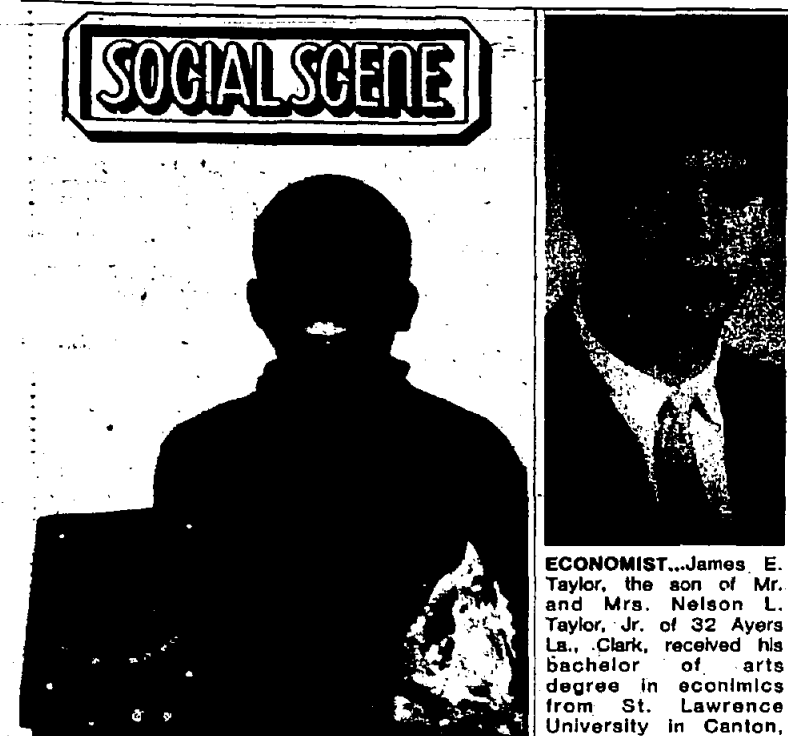 SOCIAL SCENE
ECONOMIST...James E.
Taylor, the son of Mr.
and Mrs. Nelson L.
Taylor, Jr. of 32 Ayers
La., Clark, received his
bachelor of arts
degree in econimics
from St. Lawrence
University in Canton,